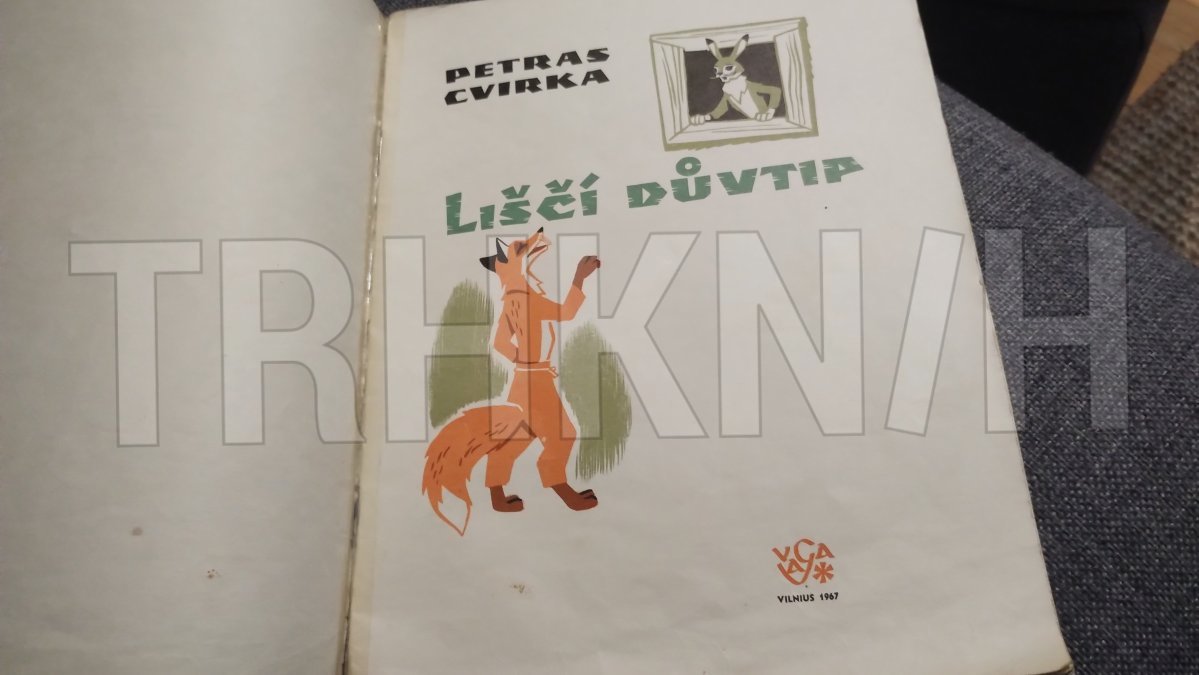 PETRAS
CVIRKA
LIŠČÍ DŮVTIP
TRHKNIH
VAGA
VILNIUS 1967